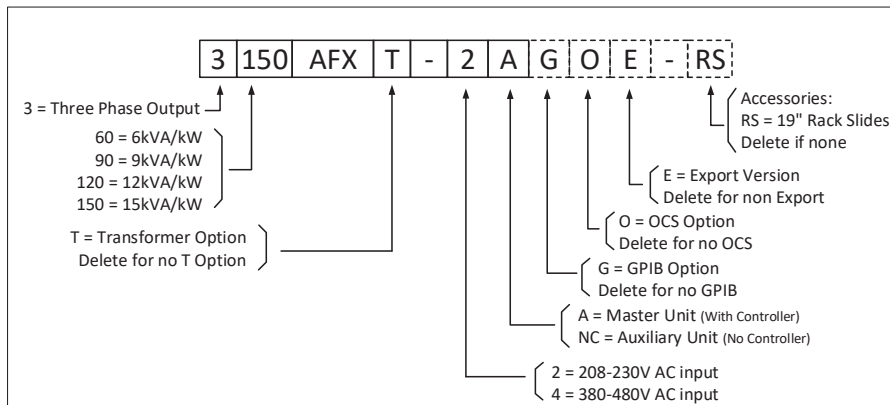 3 150 AFX T - 2 A G O E - RS
3 = Three Phase Output
60 = 6kVA/kW
90 = 9kVA/kW
120 = 12kVA/kW
150 = 15kVA/kW
T = Transformer Option
Delete for no T Option
Accessories:
RS = 19" Rack Slides
Delete if none
E = Export Version
Delete for non Export
O = OCS Option
Delete for no OCS
G = GPIB Option
Delete for no GPIB
A = Master Unit (With Controller)
NC = Auxiliary Unit (No Controller)
2 = 208-230V AC input
4 = 380-480V AC input